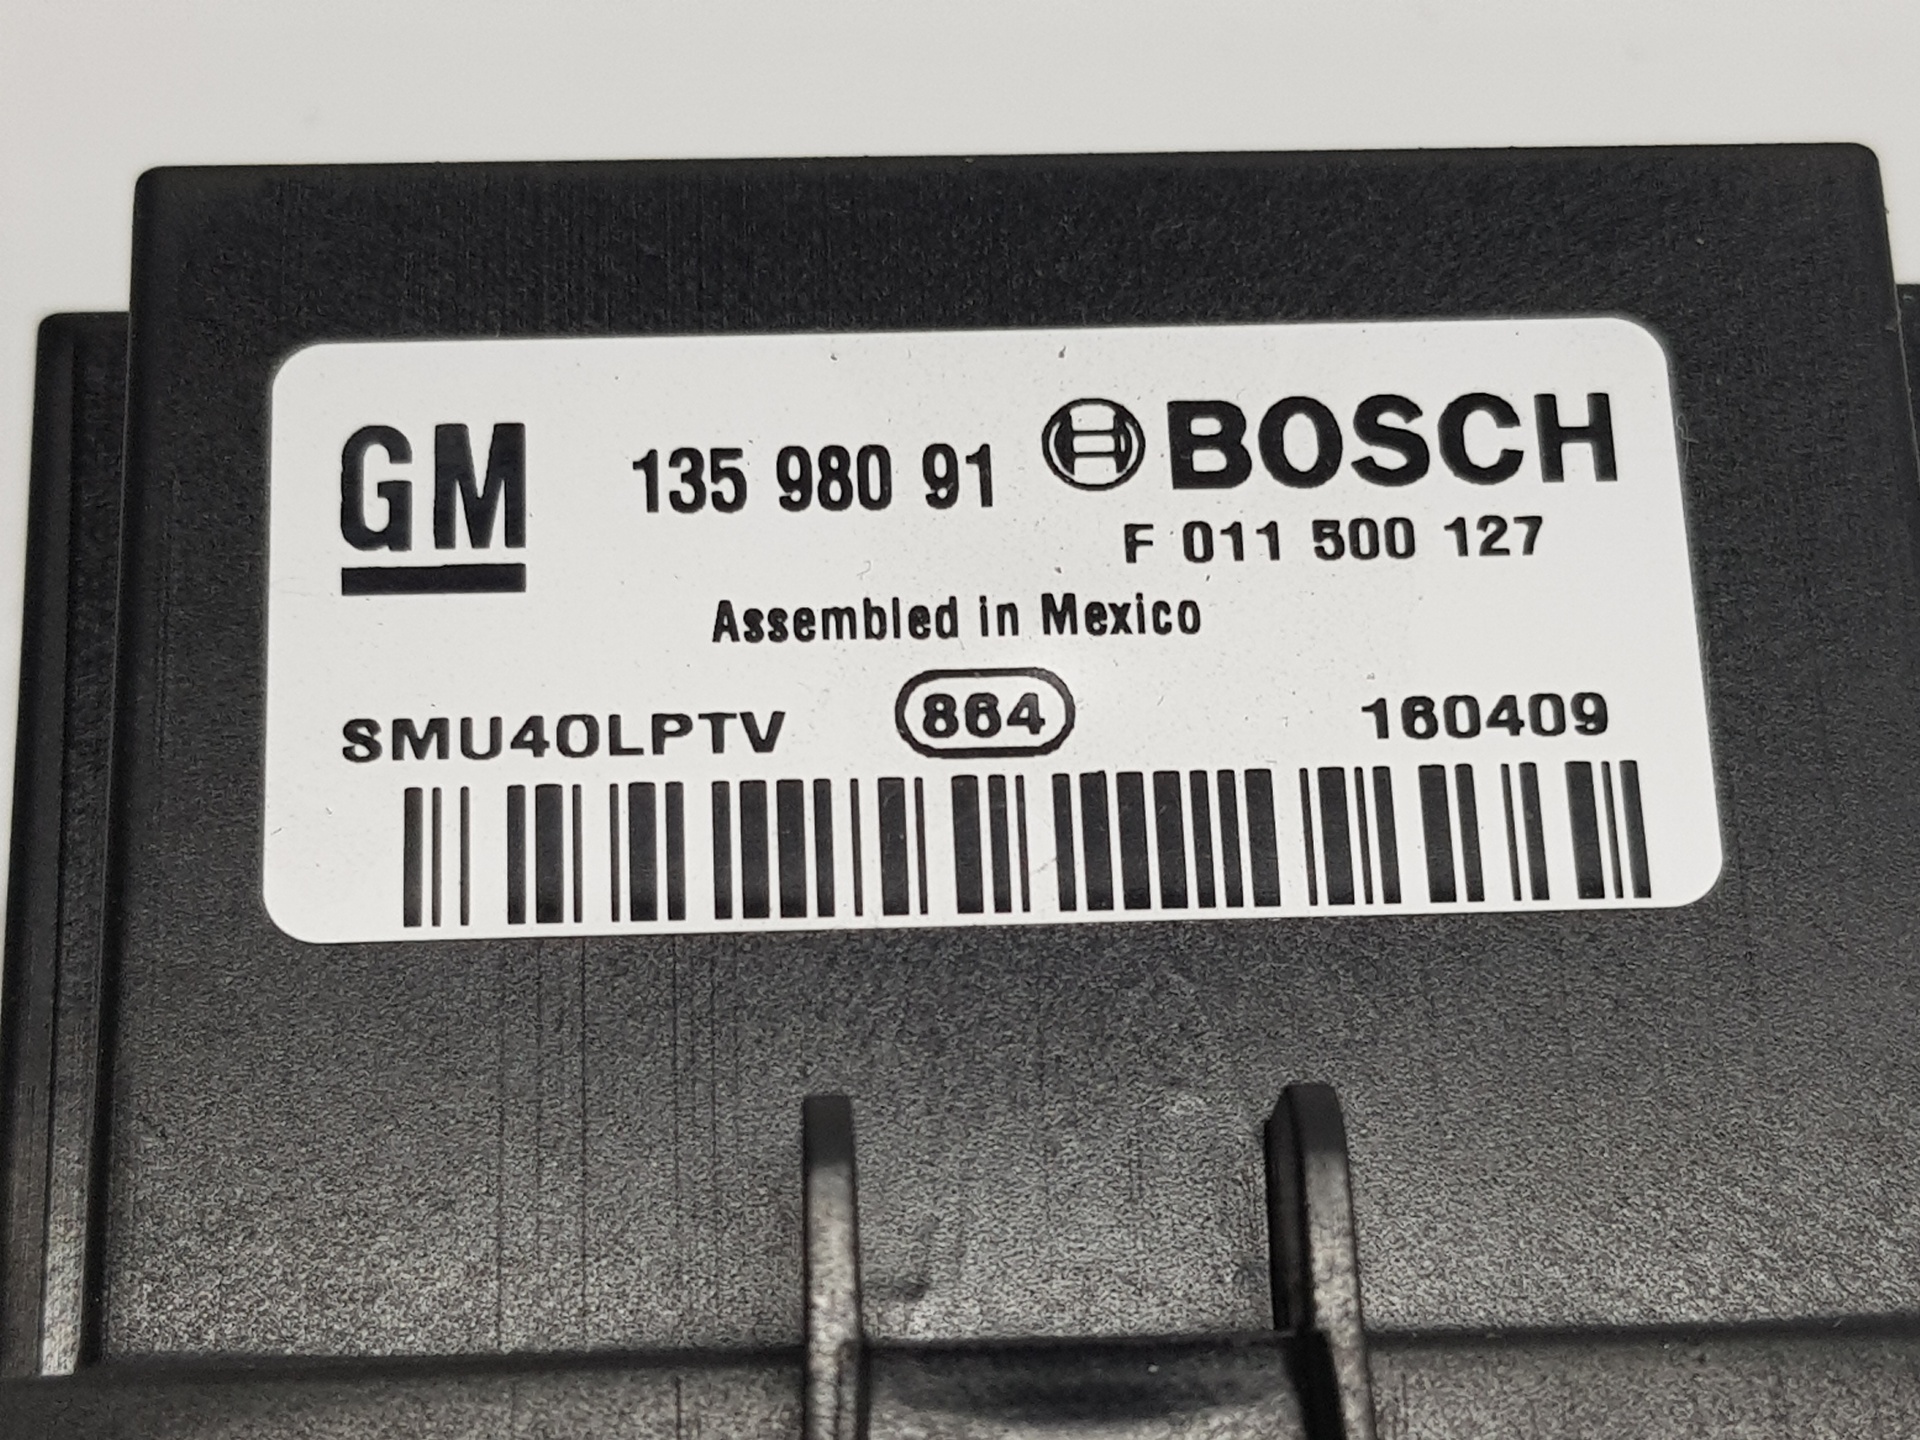 GM 135 980 91 BOSCH
F 011 500 127
Assembled in Mexico
SMU40LPTV 864 160409